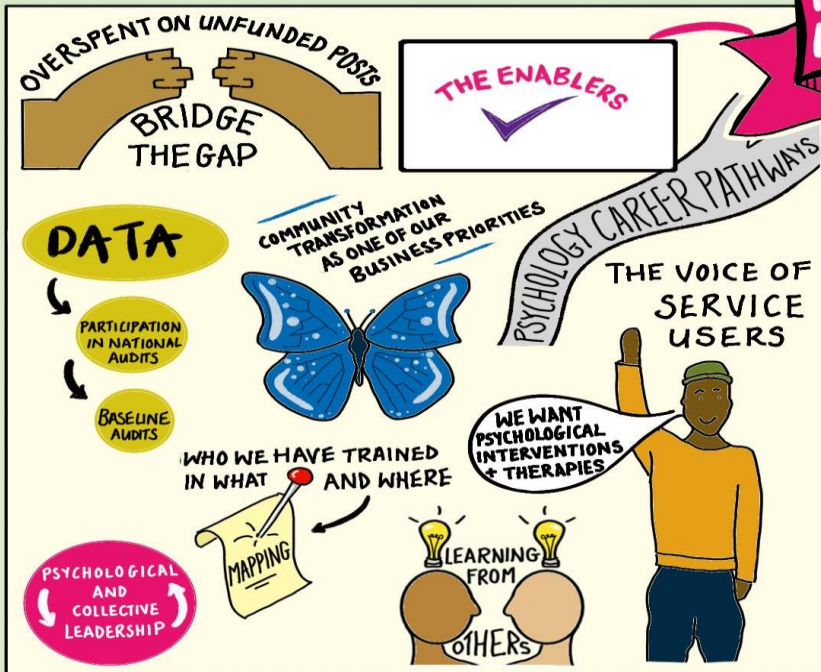 OVERSPENT ON UNFUNDED POSTS
BRIDGE
THE GAP
THE ENABLERS
PSYCHOLOGY CAREER PATHWAYS
DATA
PARTICIPATION
IN NATIONAL
AUDITS
BASELINE
AUDITS
COMMUNITY
TRANSFORMATION
AS ONE OF OUR
BUSINESS PRIORITIES
THE VOICE OF
SERVICE
USERS
WE WANT
PSYCHOLOGICAL
INTERVENTIONS
+ THERAPIES
WHO WE HAVE TRAINED
IN WHAT AND WHERE
MAPPING
PSYCHOLOGICAL
AND
COLLECTIVE
LEADERSHIP
LEARNING
FROM
OTHERS